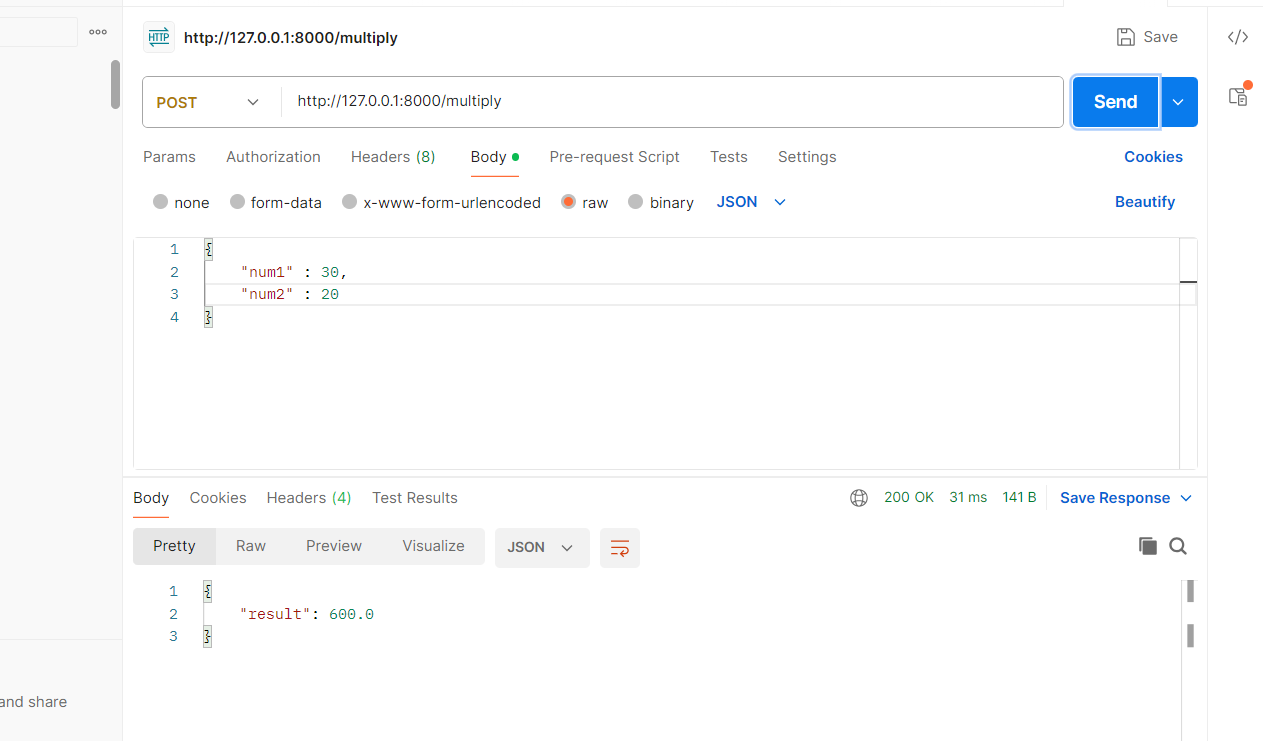 HTTP http://127.0.0.1:8000/multiply Save
POST http://127.0.0.1:8000/multiply Send
Params Authorization Headers (8) Body Pre-request Script Tests Settings Cookies
none form-data x-www-form-urlencoded raw binary JSON Beautify
1 {
2 "num1" : 30,
3 "num2" : 20
4 }
Body Cookies Headers (4) Test Results 200 OK 31 ms 141 B Save Response
Pretty Raw Preview Visualize JSON
1 {
2 "result": 600.0
3 }
and share